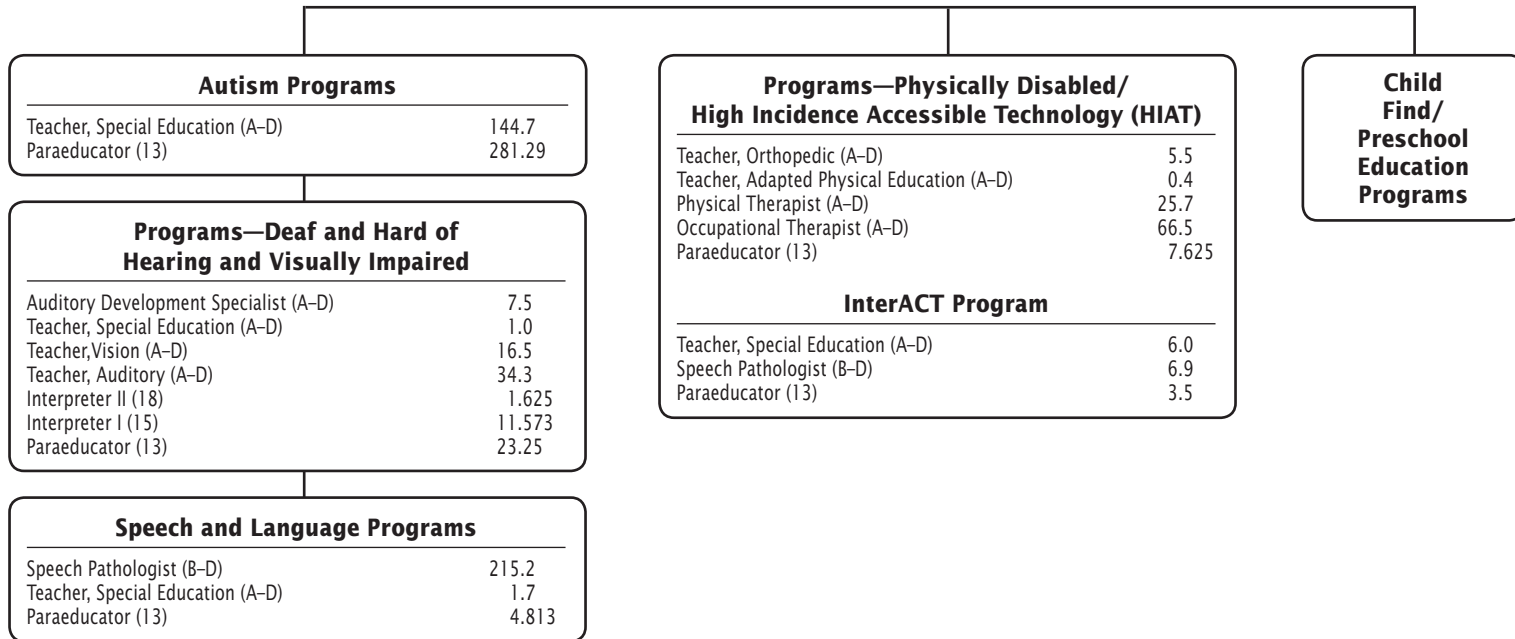 Autism Programs
Teacher, Special Education (A–D) 144.7
Paraeducator (13) 281.29
Programs—Deaf and Hard of
Hearing and Visually Impaired
Auditory Development Specialist (A–D) 7.5
Teacher, Special Education (A–D) 1.0
Teacher,Vision (A–D) 16.5
Teacher, Auditory (A–D) 34.3
Interpreter II (18) 1.625
Interpreter I (15) 11.573
Paraeducator (13) 23.25
Speech and Language Programs
Speech Pathologist (B–D) 215.2
Teacher, Special Education (A–D) 1.7
Paraeducator (13) 4.813
Programs—Physically Disabled/
High Incidence Accessible Technology (HIAT)
Teacher, Orthopedic (A–D) 5.5
Teacher, Adapted Physical Education (A–D) 0.4
Physical Therapist (A–D) 25.7
Occupational Therapist (A–D) 66.5
Paraeducator (13) 7.625
InterACT Program
Teacher, Special Education (A–D) 6.0
Speech Pathologist (B–D) 6.9
Paraeducator (13) 3.5
Child
Find/
Preschool
Education
Programs